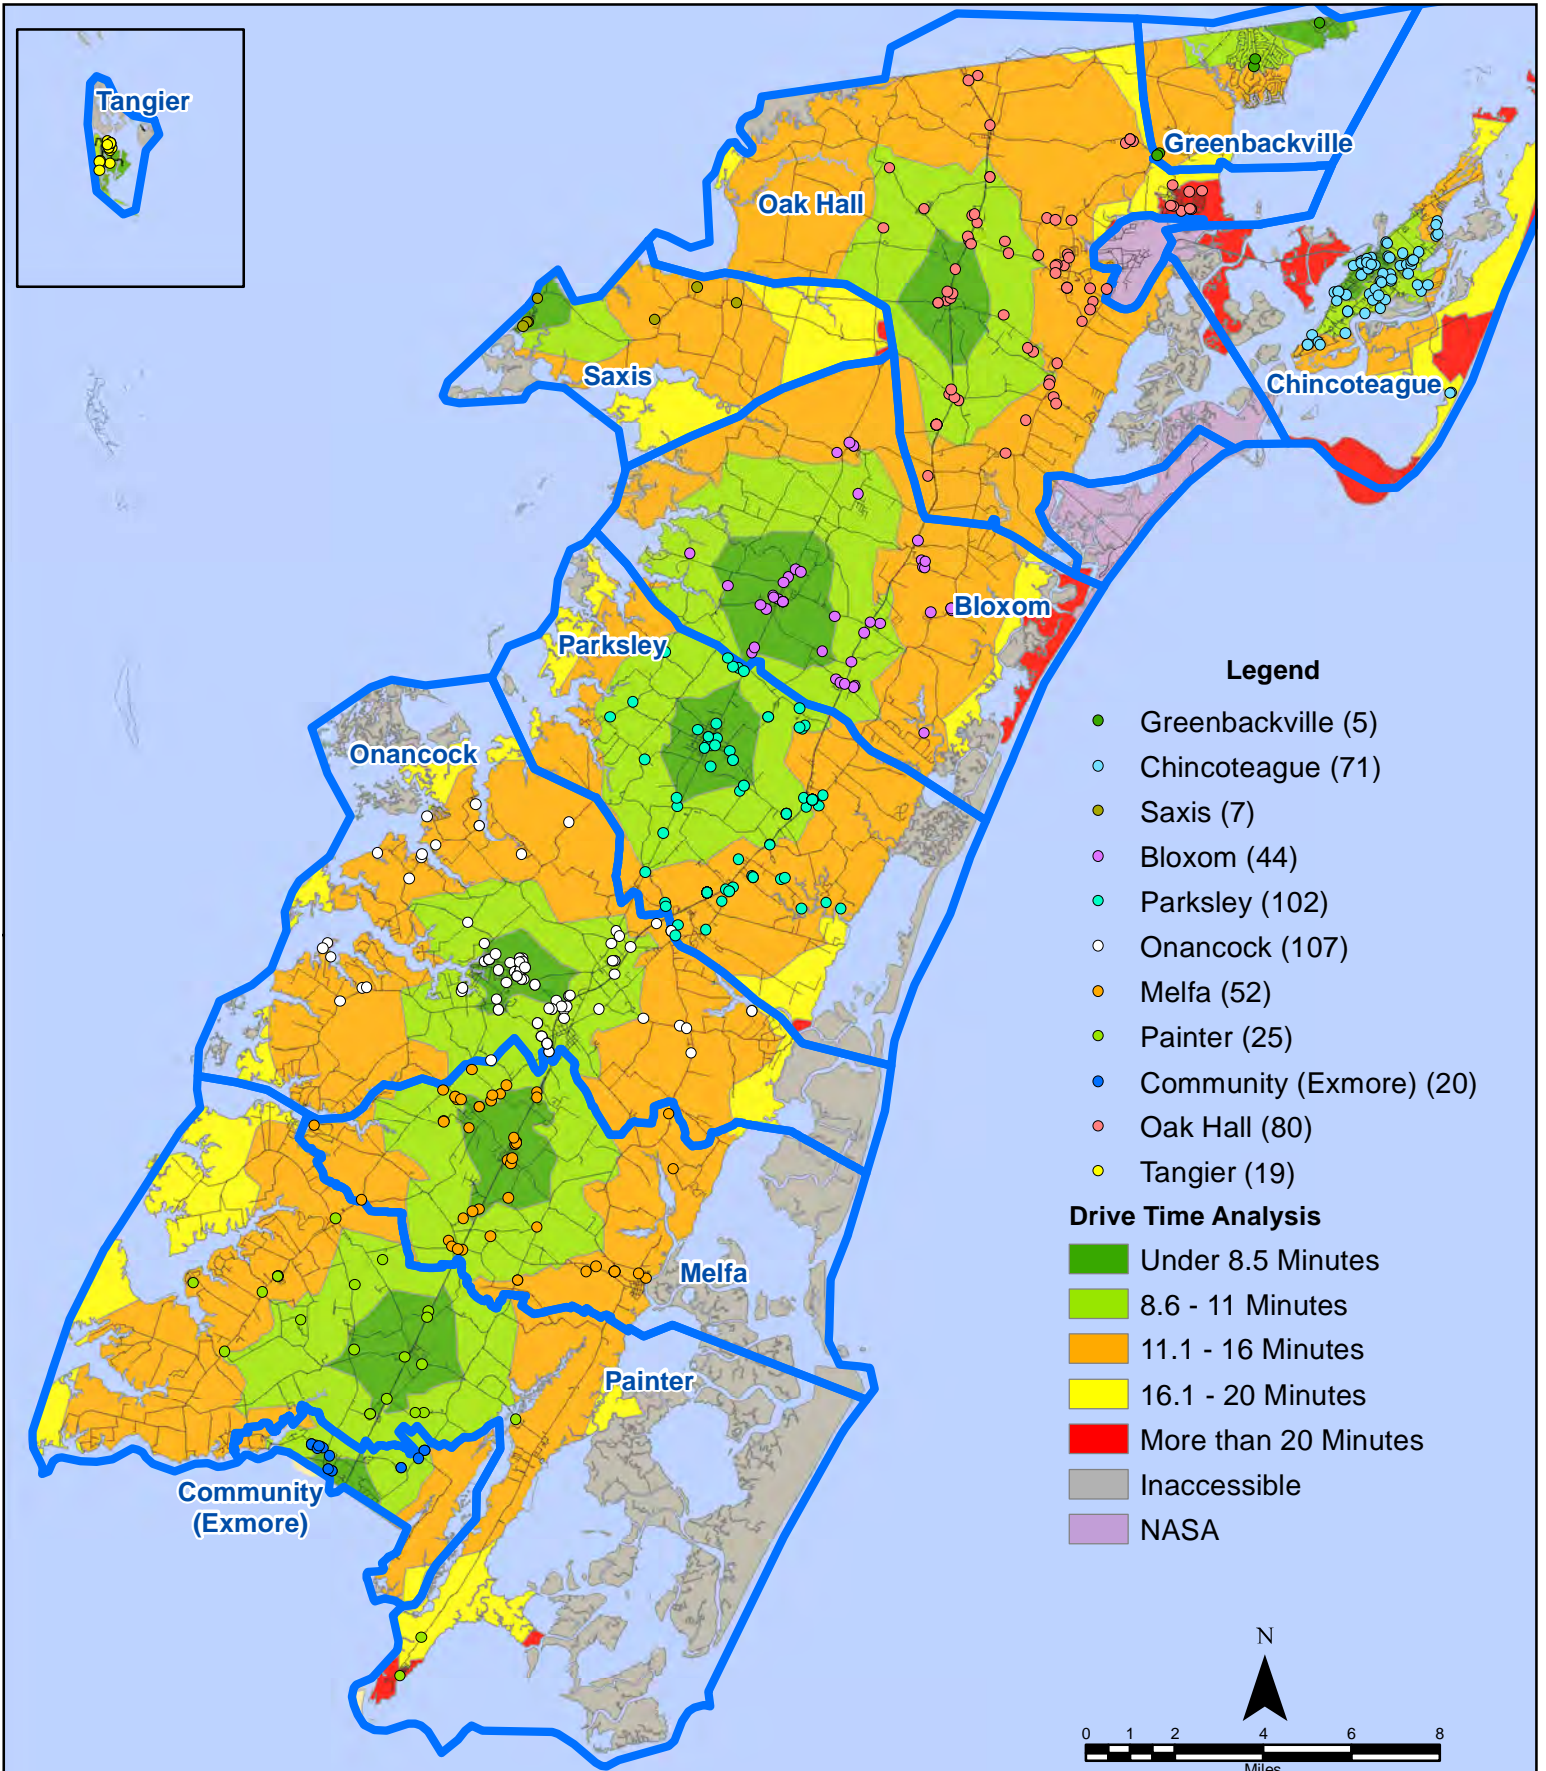 Tangier
Greenbackville
Oak Hall
Saxis
Chincoteague
Bloxom
Parksley
Onancock
Melfa
Painter
Community
(Exmore)
Legend
Greenbackville (5)
Chincoteague (71)
Saxis (7)
Bloxom (44)
Parksley (102)
Onancock (107)
Melfa (52)
Painter (25)
Community (Exmore) (20)
Oak Hall (80)
Tangier (19)
Drive Time Analysis
Under 8.5 Minutes
8.6 - 11 Minutes
11.1 - 16 Minutes
16.1 - 20 Minutes
More than 20 Minutes
Inaccessible
NASA
N
0 1 2 4 6 8
Miles